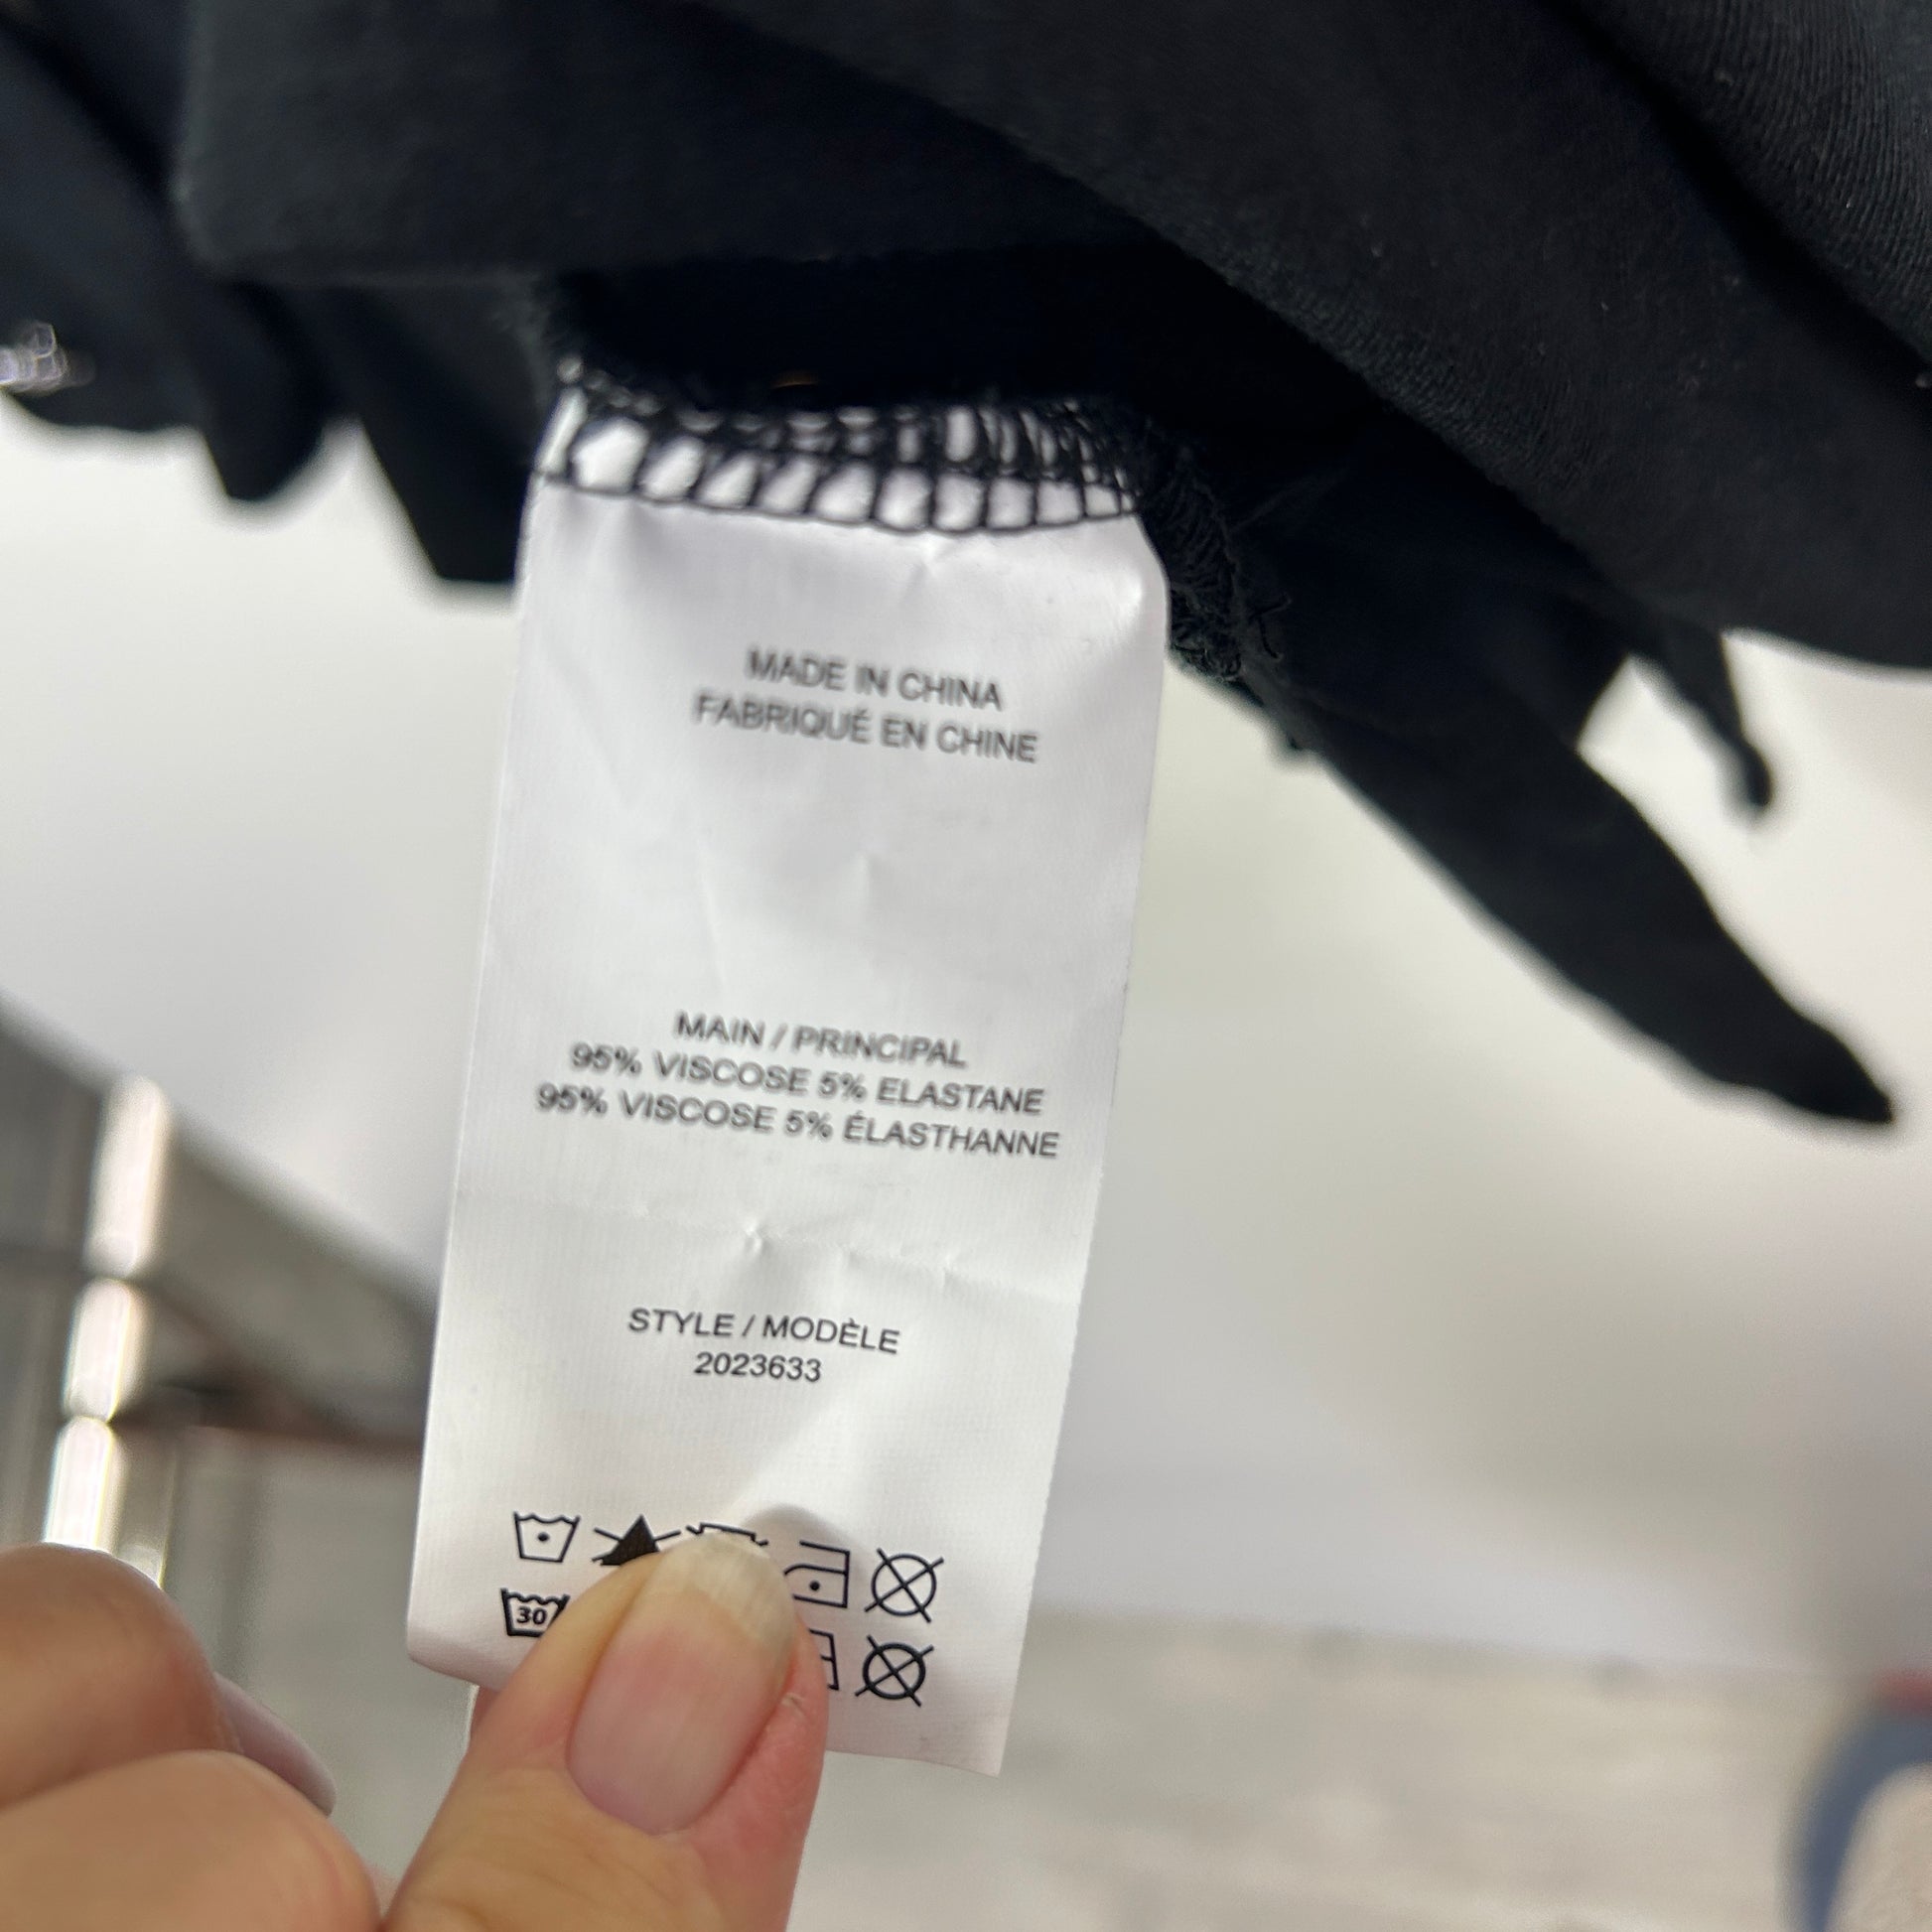 MADE IN CHINA
FABRIQUÉ EN CHINE
MAIN / PRINCIPAL
95% VISCOSE 5% ELASTANE
95% VISCOSE 5% ÉLASTHANNE
STYLE / MODÈLE
2023633
30